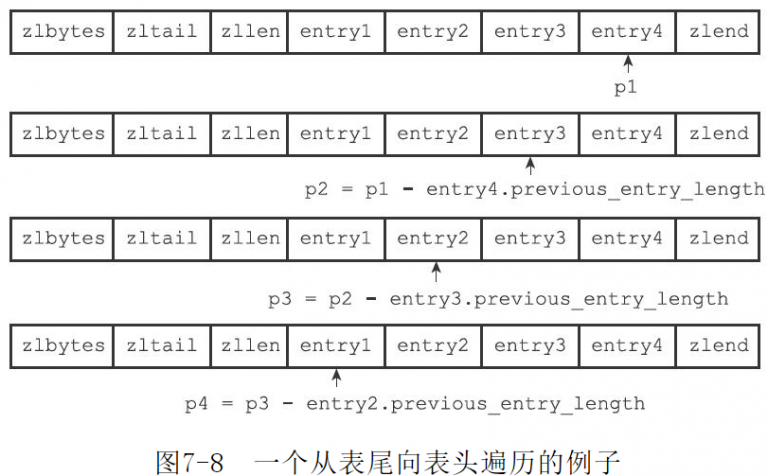 zlbytes zltail zllen entry1 entry2 entry3 entry4 zlend
p1
zlbytes zltail zllen entry1 entry2 entry3 entry4 zlend
p2 = p1 - entry4.previous_entry_length
zlbytes zltail zllen entry1 entry2 entry3 entry4 zlend
p3 = p2 - entry3.previous_entry_length
zlbytes zltail zllen entry1 entry2 entry3 entry4 zlend
p4 = p3 - entry2.previous_entry_length
图7-8 一个从表尾向表头遍历的例子